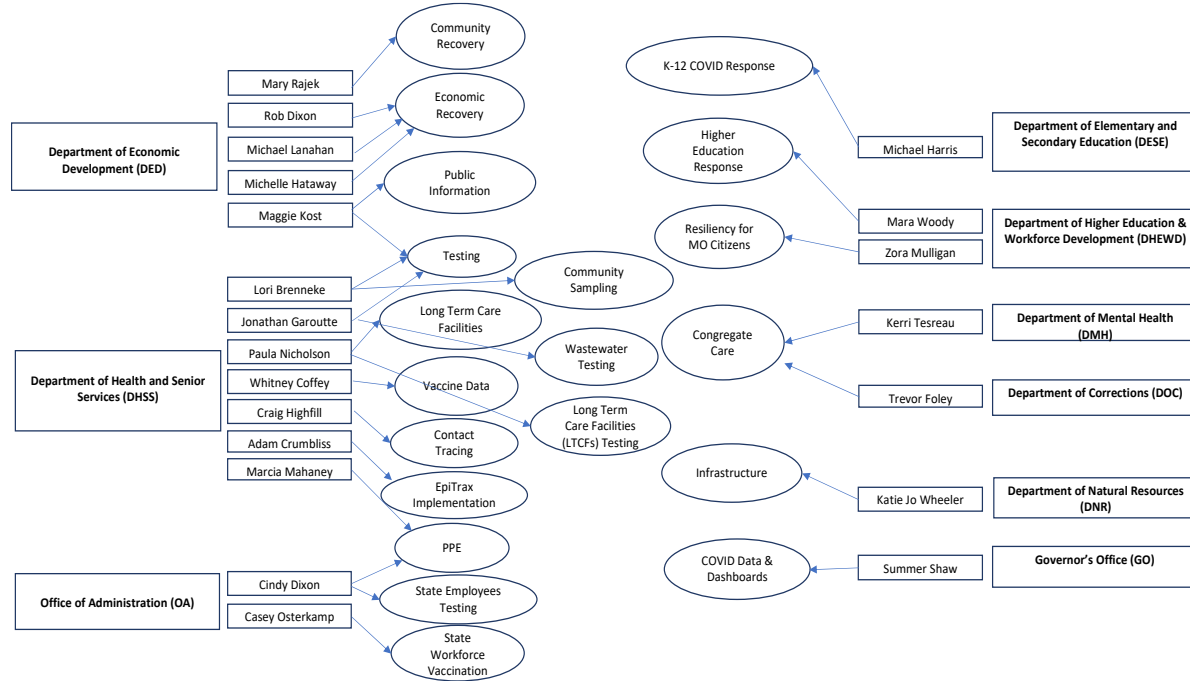 Community
Recovery
K-12 COVID Response
Mary Rajek
Rob Dixon
Economic
Recovery
Department of Economic
Development (DED)
Michael Lanahan
Michelle Hataway
Maggie Kost
Public
Information
Higher
Education
Response
Michael Harris
Department of Elementary and
Secondary Education (DESE)
Mara Woody
Zora Mulligan
Department of Higher Education &
Workforce Development (DHEWD)
Resiliency for
MO Citizens
Testing
Community
Sampling
Lori Brenneke
Jonathan Garoutte
Long Term Care
Facilities
Paula Nicholson
Wastewater
Testing
Congregate
Care
Kerri Tesreau
Department of Mental Health
(DMH)
Department of Health and Senior
Services (DHSS)
Whitney Coffey
Vaccine Data
Trevor Foley
Department of Corrections (DOC)
Craig Highfill
Long Term
Care Facilities
(LTCFs) Testing
Adam Crumbliss
Contact
Tracing
Marcia Mahaney
EpiTrax
Implementation
Infrastructure
Katie Jo Wheeler
Department of Natural Resources
(DNR)
PPE
COVID Data &
Dashboards
Summer Shaw
Governor’s Office (GO)
Office of Administration (OA)
Cindy Dixon
State Employees
Testing
Casey Osterkamp
State
Workforce
Vaccination